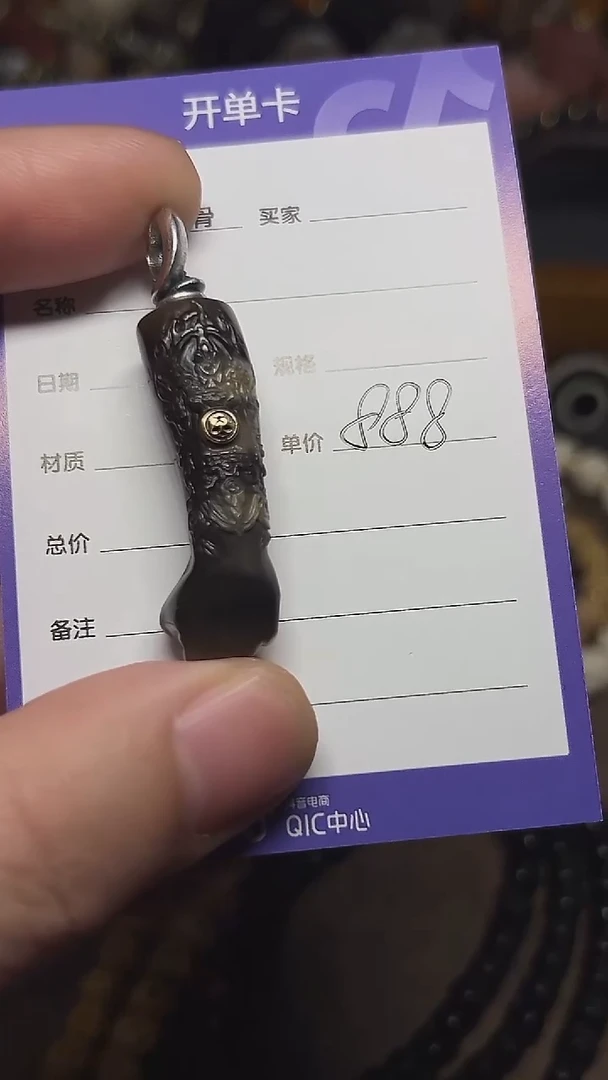 开单卡
骨 买家
名称
日期 规格
材质 单价 888
总价
备注
抖音电商
QIC中心